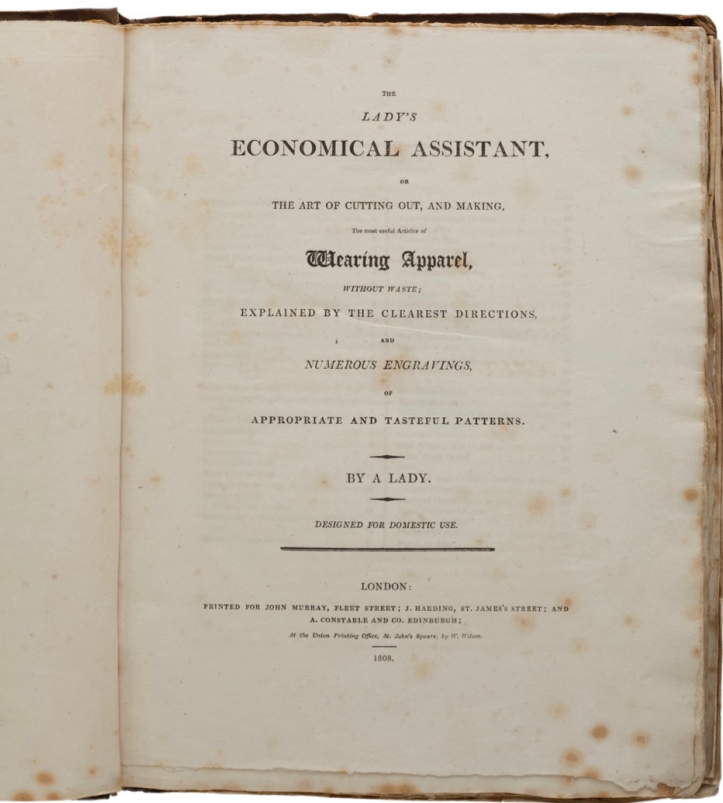 THE
LADY'S
ECONOMICAL ASSISTANT,
OR
THE ART OF CUTTING OUT, AND MAKING,
The most useful Articles of
Wearing Apparel,
WITHOUT WASTE;
EXPLAINED BY THE CLEAREST DIRECTIONS,
AND
NUMEROUS ENGRAVINGS,
OF
APPROPRIATE AND TASTEFUL PATTERNS.
BY A LADY.
DESIGNED FOR DOMESTIC USE.
LONDON:
PRINTED FOR JOHN MURRAY, FLEET STREET; J. HARDING, ST. JAMES'S STREET; AND
A. CONSTABLE AND CO. EDINBURGH;
At the Union Printing Office, St. John's Square, by W. Wilson.
1808.